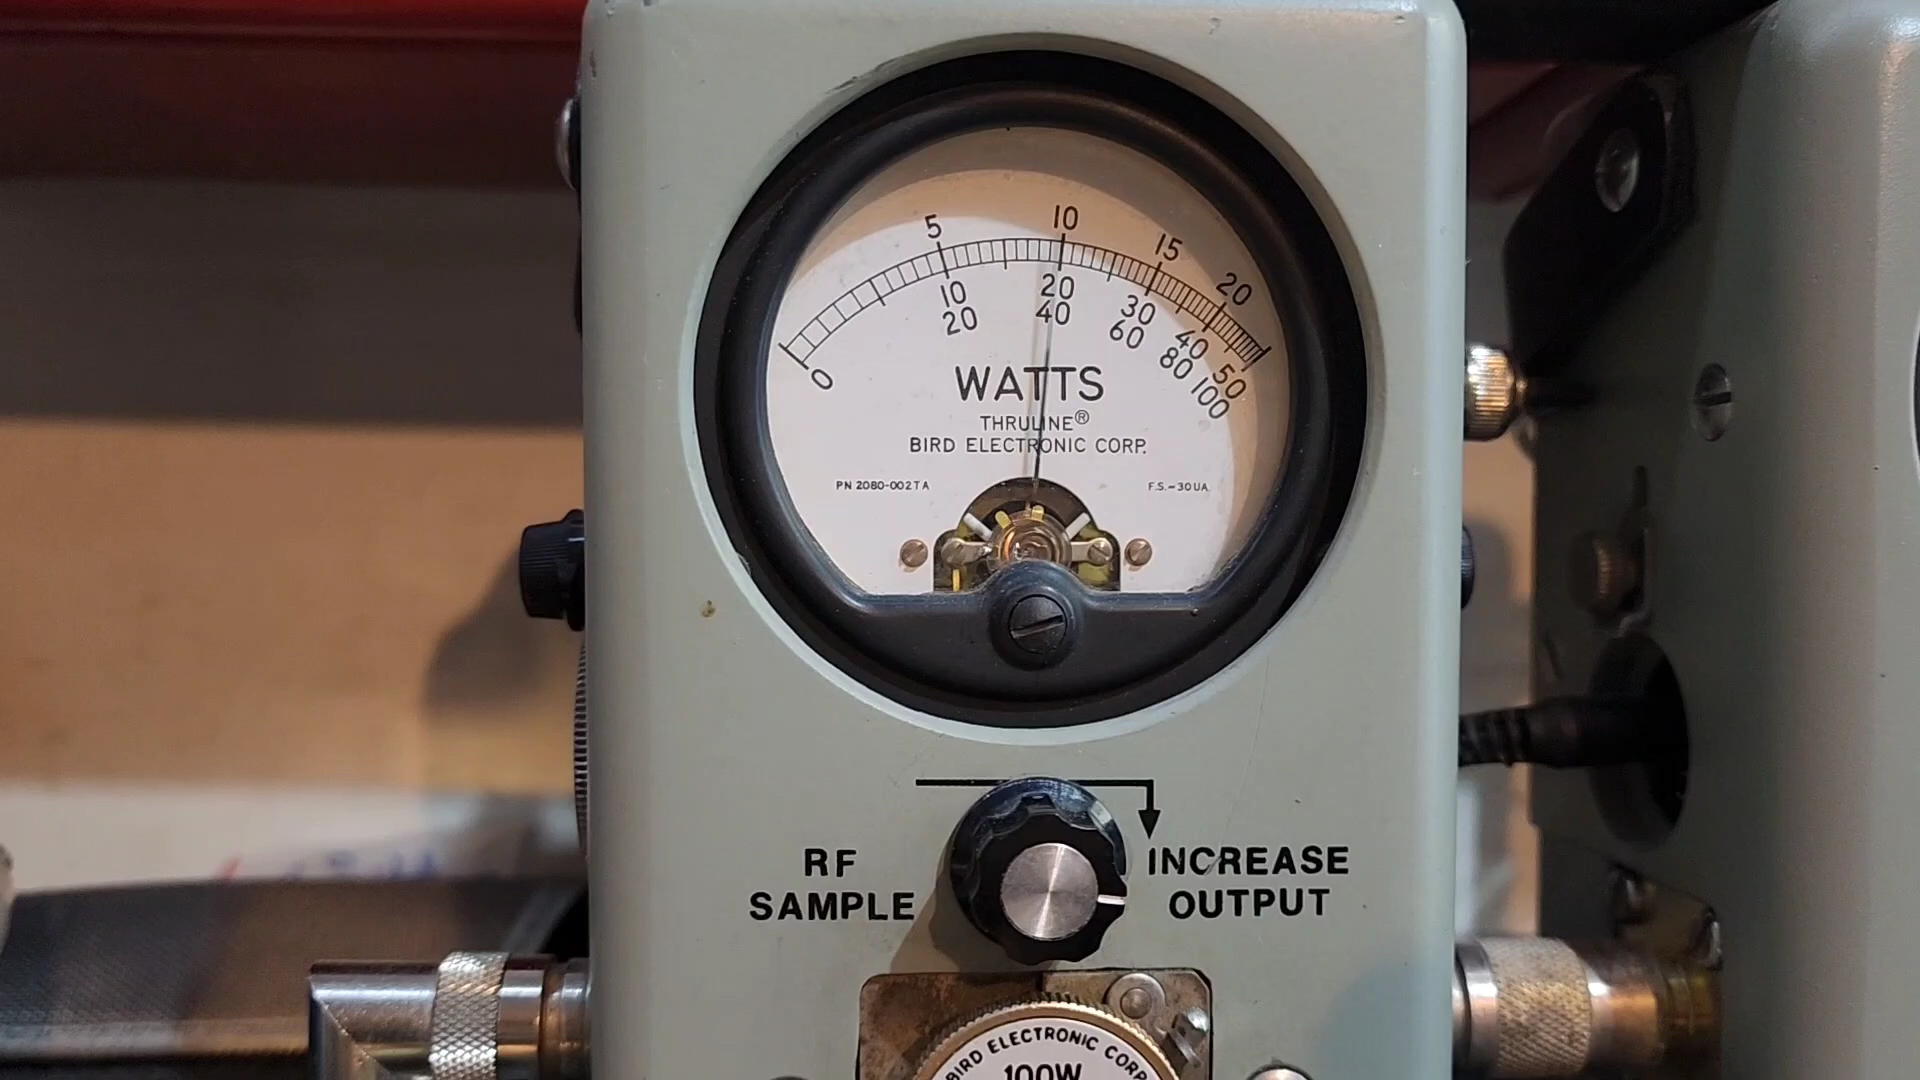 5 10 15 20
0 10 20 30 40 50
20 40 60 80 100
WATTS
THRULINE®
BIRD ELECTRONIC CORP.
PN 2080-002TA F.S.-30UA.
RF SAMPLE
INCREASE OUTPUT
BIRD ELECTRONIC CORP.
100W